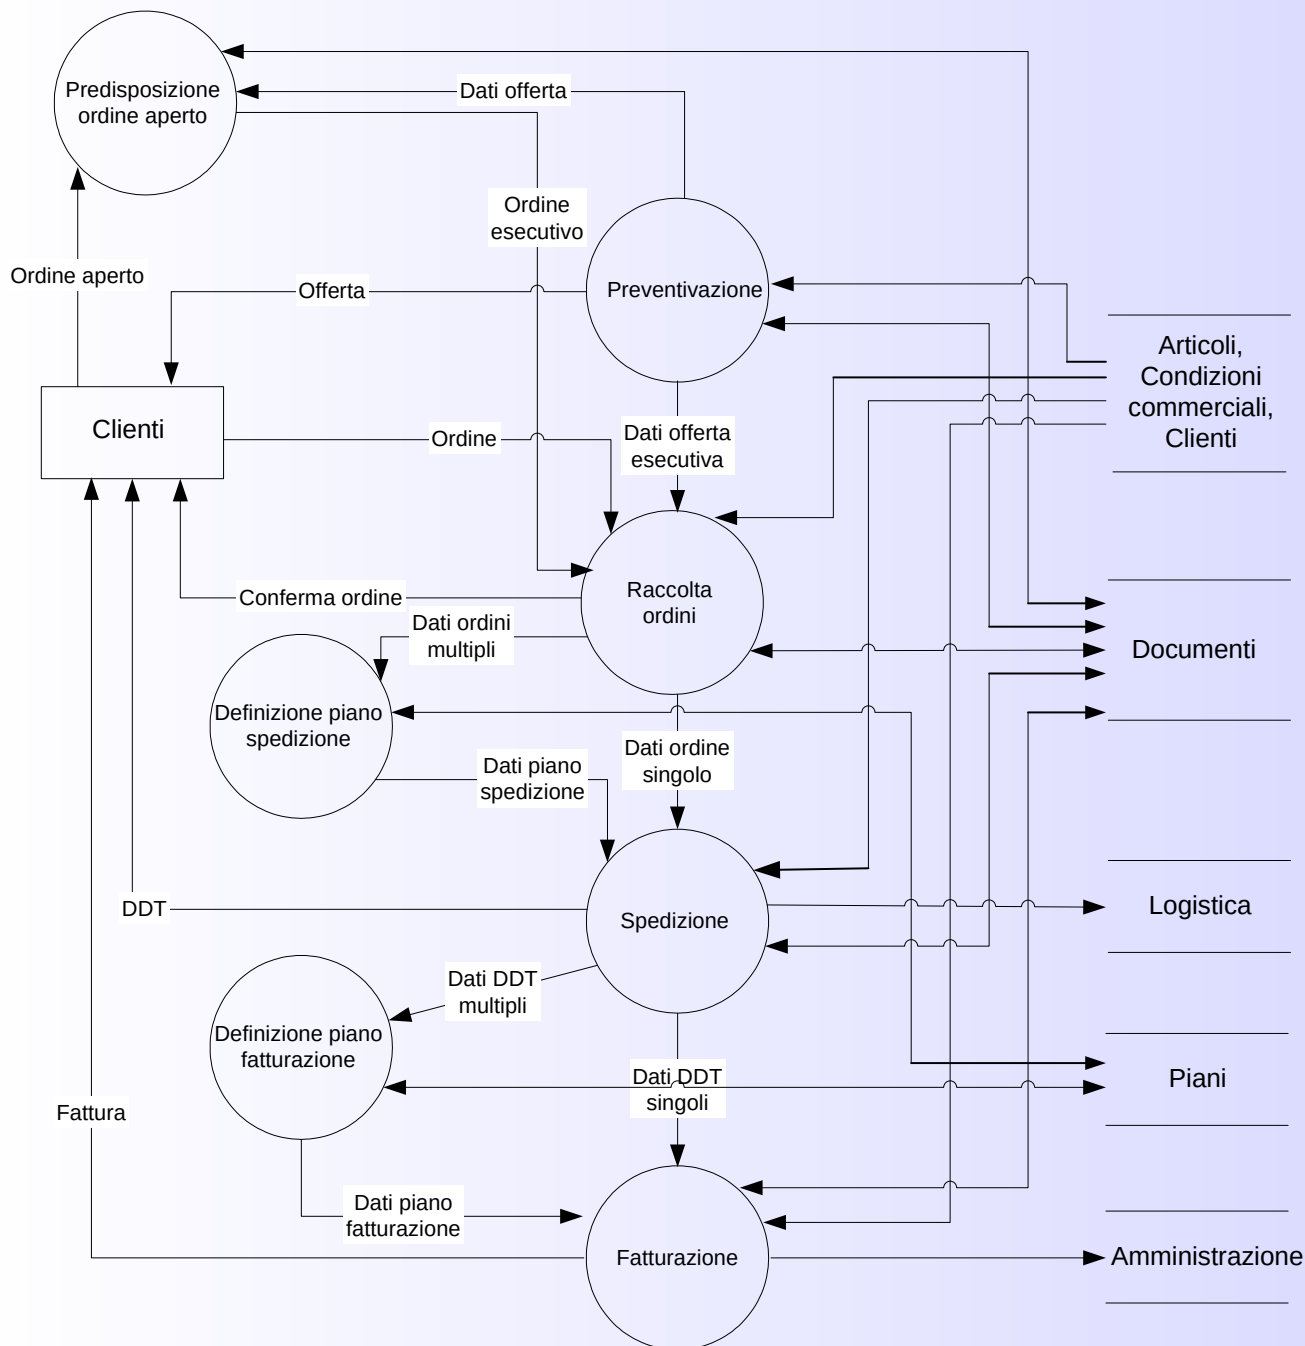 Predisposizione
ordine aperto
Dati offerta
Ordine
esecutivo
Ordine aperto
Offerta
Preventivazione
Articoli,
Condizioni
commerciali,
Clienti
Clienti
Ordine
Dati offerta
esecutiva
Conferma ordine
Raccolta
ordini
Dati ordini
multipli
Documenti
Definizione piano
spedizione
Dati piano
spedizione
Dati ordine
singolo
DDT
Spedizione
Logistica
Dati DDT
multipli
Definizione piano
fatturazione
Dati DDT
singoli
Piani
Fattura
Dati piano
fatturazione
Fatturazione
Amministrazione